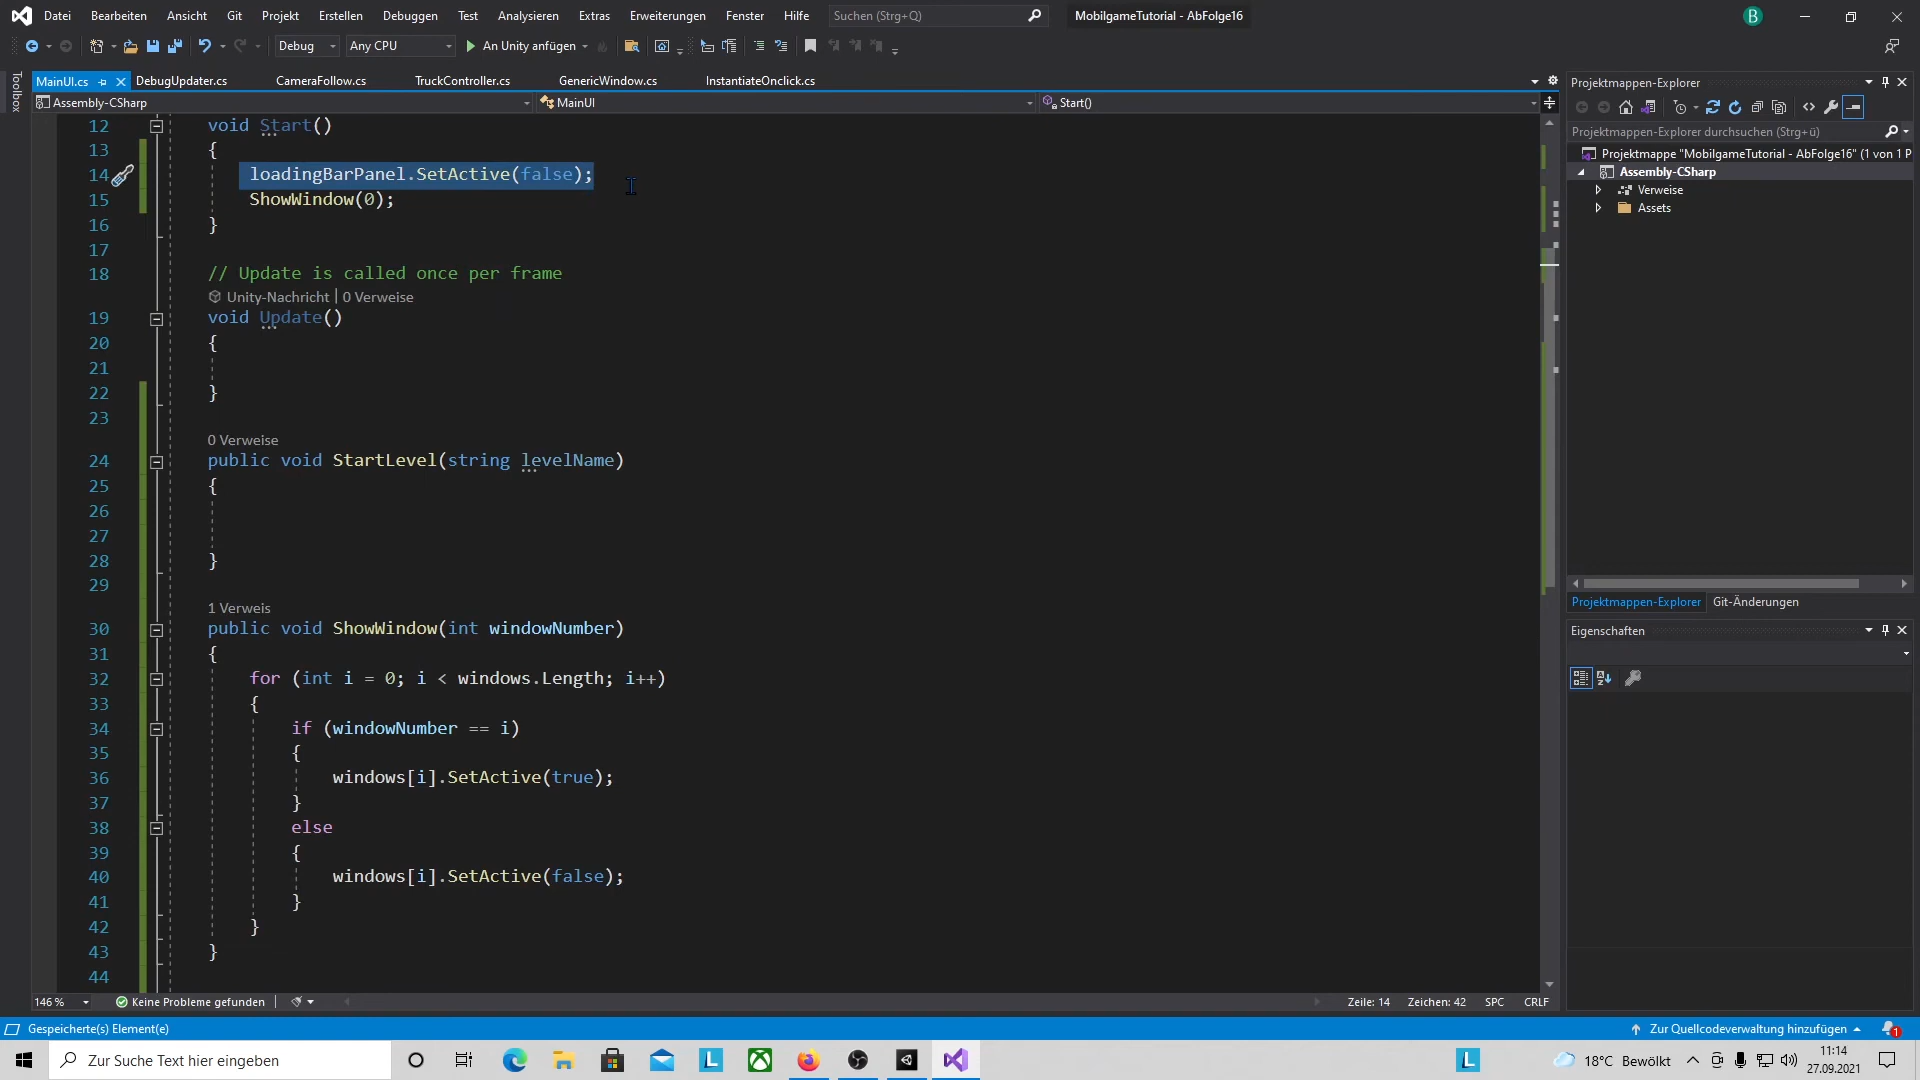 Datei Bearbeiten Ansicht Git Projekt Erstellen Debuggen Test Analysieren Extras Erweiterungen Fenster Hilfe Suchen (Strg+Q) MobilgameTutorial - AbFolge16 B
Debug Any CPU An Unity anfügen
Toolbox
MainUI.cs DebugUpdater.cs CameraFollow.cs TruckController.cs GenericWindow.cs InstantiateOnclick.cs
Assembly-CSharp MainUI Start()
12 void Start()
13 {
14 loadingBarPanel.SetActive(false);
15 ShowWindow(0);
16 }
17
18 // Update is called once per frame
Unity-Nachricht | 0 Verweise
19 void Update()
20 {
21
22 }
23
0 Verweise
24 public void StartLevel(string levelName)
25 {
26
27
28 }
29
1 Verweis
30 public void ShowWindow(int windowNumber)
31 {
32 for (int i = 0; i < windows.Length; i++)
33 {
34 if (windowNumber == i)
35 {
36 windows[i].SetActive(true);
37 }
38 else
39 {
40 windows[i].SetActive(false);
41 }
42 }
43 }
44
146 % Keine Probleme gefunden Zeile: 14 Zeichen: 42 SPC CRLF
Projektmappen-Explorer
Projektmappen-Explorer durchsuchen (Strg+ü)
Projektmappe "MobilgameTutorial - AbFolge16" (1 von 1 P
Assembly-CSharp
Verweise
Assets
Projektmappen-Explorer Git-Änderungen
Eigenschaften
Gespeicherte(s) Element(e) Zur Quellcodeverwaltung hinzufügen 1
Zur Suche Text hier eingeben L L 18°C Bewölkt 11:14
27.09.2021